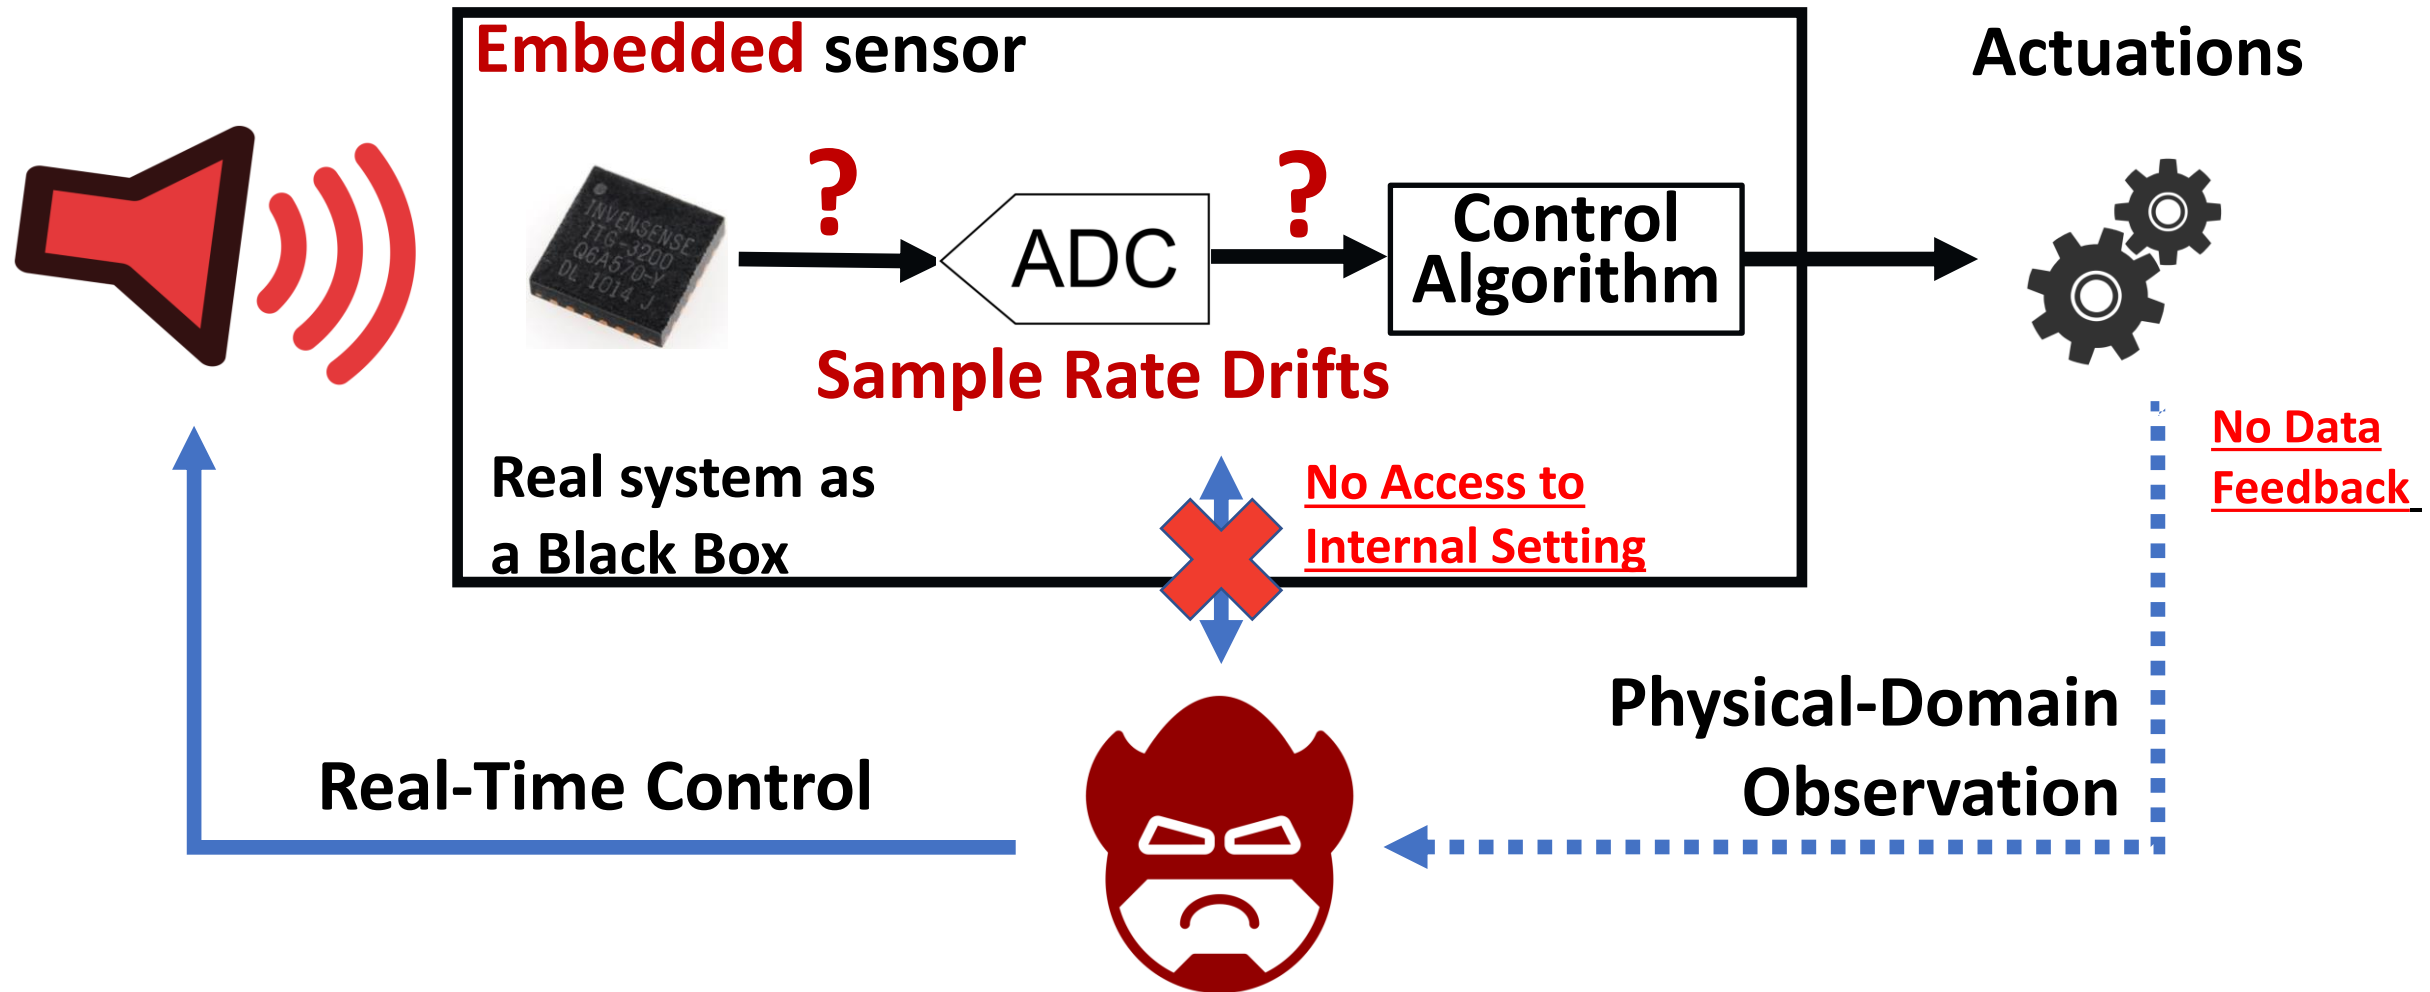 Embedded sensor
Actuations
?
?
INVENSENSE
ITG-3200
Q6A570-Y
DL 1014 J
ADC
Control
Algorithm
Sample Rate Drifts
No Data
Feedback
Real system as
a Black Box
No Access to
Internal Setting
Physical-Domain
Observation
Real-Time Control